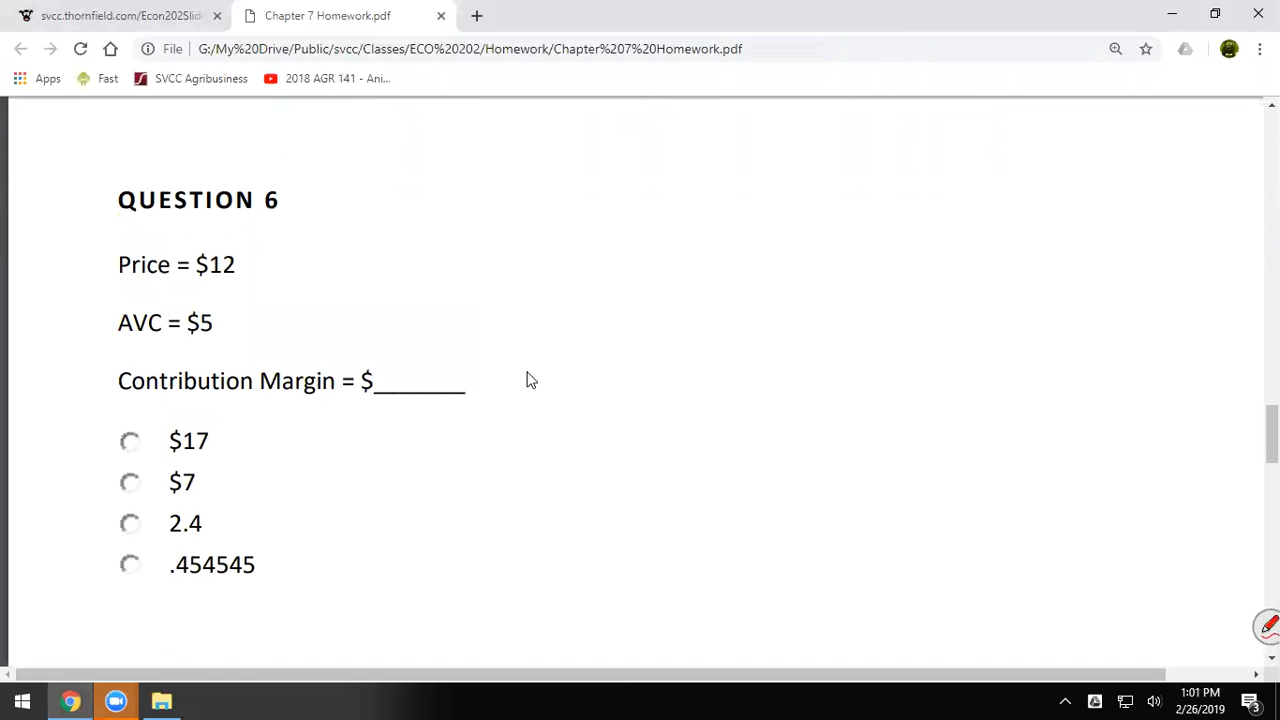 svcc.thornfield.com/Econ202Slid
Chapter 7 Homework.pdf
File
G:/My%20Drive/Public/svcc/Classes/ECO%20202/Homework/Chapter%207%20Homework.pdf
Apps
Fast
SVCC Agribusiness
2018 AGR 141 - Ani...
QUESTION 6
Price = $12
AVC = $5
Contribution Margin = $_______
$17
$7
2.4
.454545
1:01 PM
2/26/2019
3